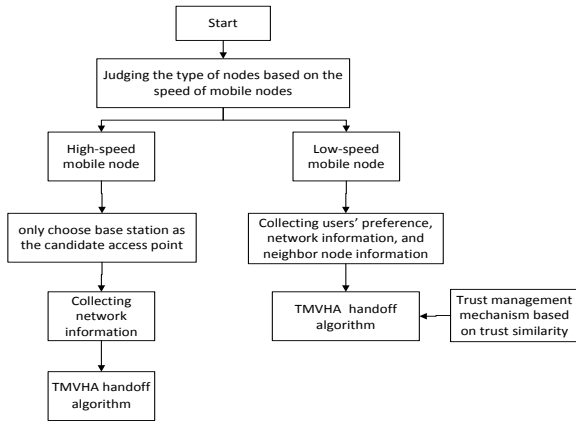 Start
Judging the type of nodes based on the
speed of mobile nodes
High-speed
mobile node
Low-speed
mobile node
only choose base station as
the candidate access point
Collecting users' preference,
network information, and
neighbor node information
Collecting
network
information
TMVHA handoff
algorithm
Trust management
mechanism based
on trust similarity
TMVHA handoff
algorithm